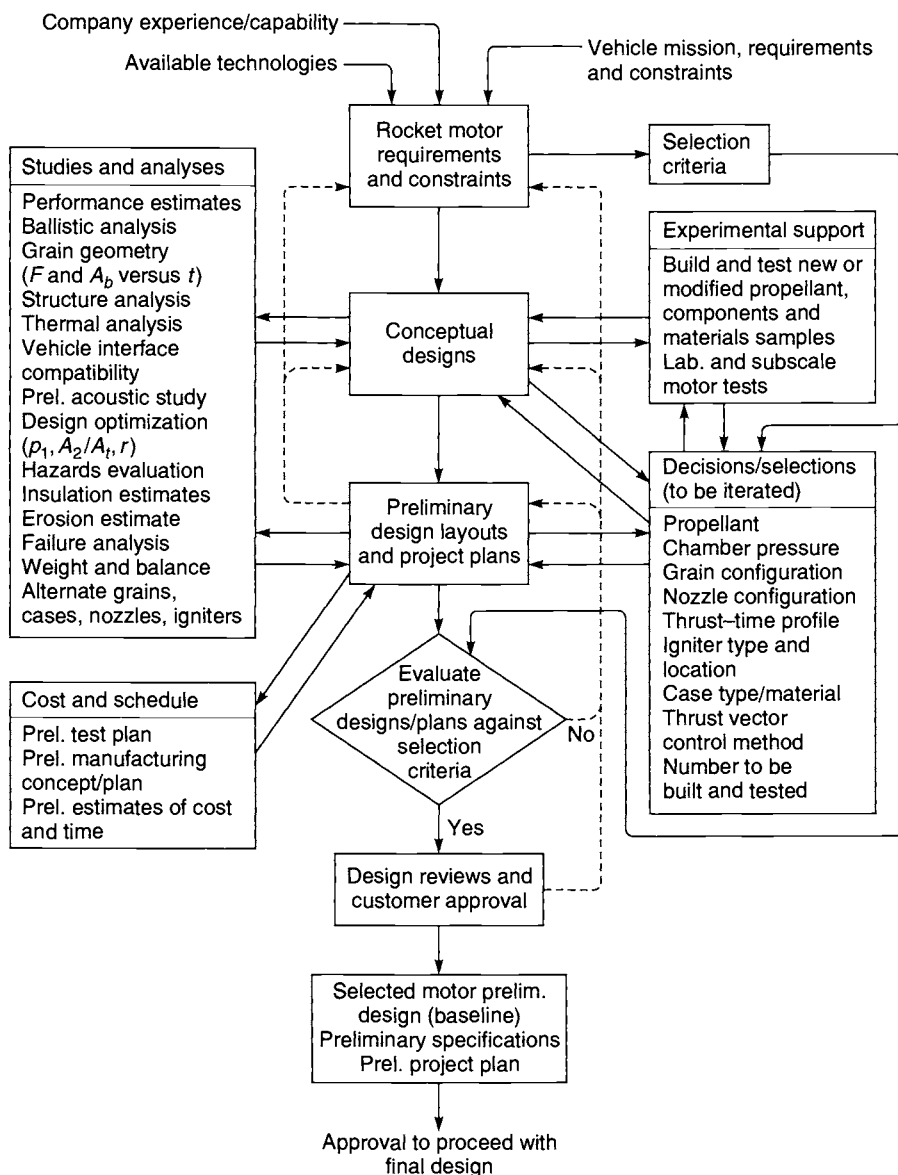 Company experience/capability
Available technologies
Vehicle mission, requirements
and constraints
Rocket motor
requirements
and constraints
Selection
criteria
Studies and analyses
Performance estimates
Ballistic analysis
Grain geometry
(F and A_b versus t)
Structure analysis
Thermal analysis
Vehicle interface
compatibility
Prel. acoustic study
Design optimization
(p_1, A_2/A_t, r)
Hazards evaluation
Insulation estimates
Erosion estimate
Failure analysis
Weight and balance
Alternate grains,
cases, nozzles, igniters
Experimental support
Build and test new or
modified propellant,
components and
materials samples
Lab. and subscale
motor tests
Conceptual
designs
Decisions/selections
(to be iterated)
Propellant
Chamber pressure
Grain configuration
Nozzle configuration
Thrust–time profile
Igniter type and
location
Case type/material
Thrust vector
control method
Number to be
built and tested
Preliminary
design layouts
and project plans
Evaluate
preliminary
designs/plans against
selection
criteria
No
Yes
Cost and schedule
Prel. test plan
Prel. manufacturing
concept/plan
Prel. estimates of cost
and time
Design reviews and
customer approval
Selected motor prelim.
design (baseline)
Preliminary specifications
Prel. project plan
Approval to proceed with
final design